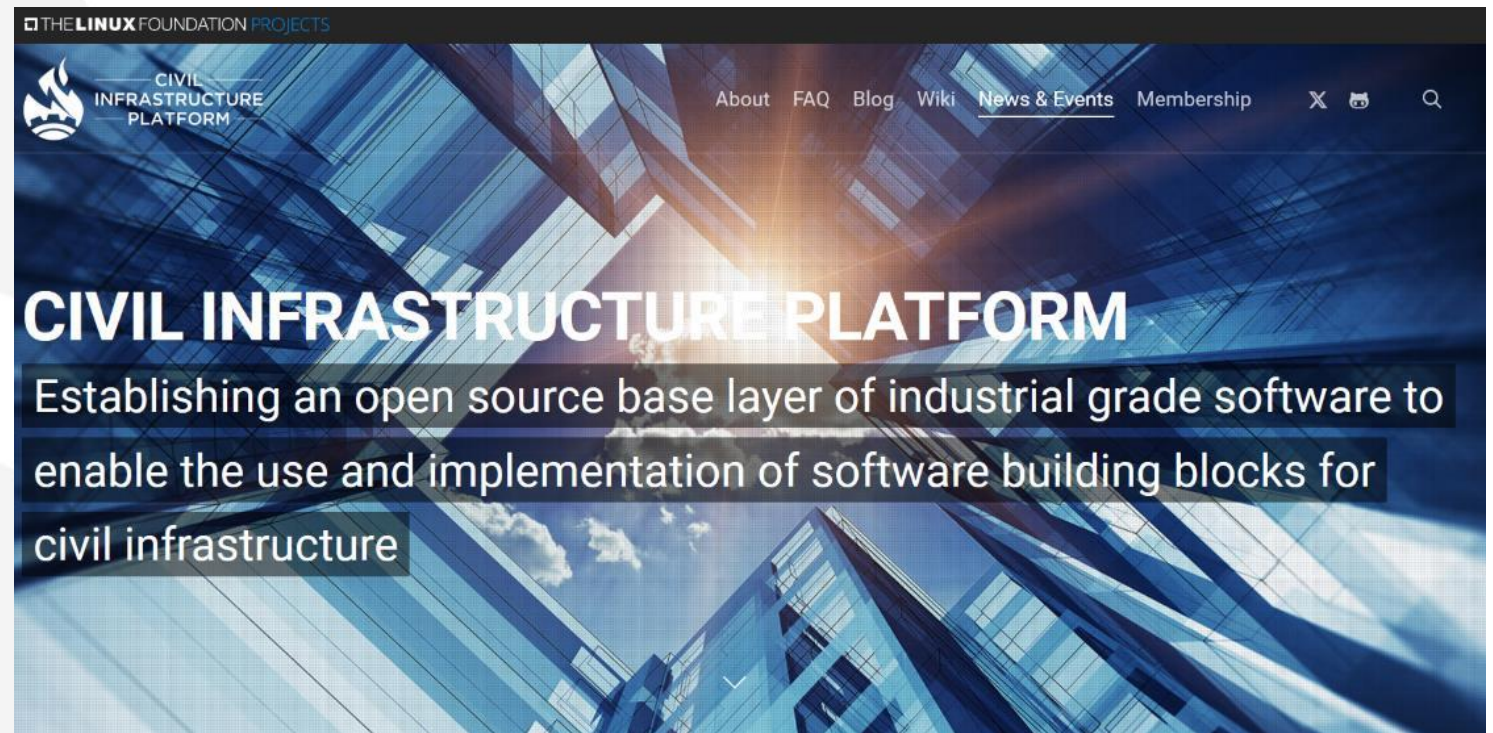 THE LINUX FOUNDATION PROJECTS
CIVIL
INFRASTRUCTURE
PLATFORM
About FAQ Blog Wiki News & Events Membership X
CIVIL INFRASTRUCTURE PLATFORM
Establishing an open source base layer of industrial grade software to
enable the use and implementation of software building blocks for
civil infrastructure